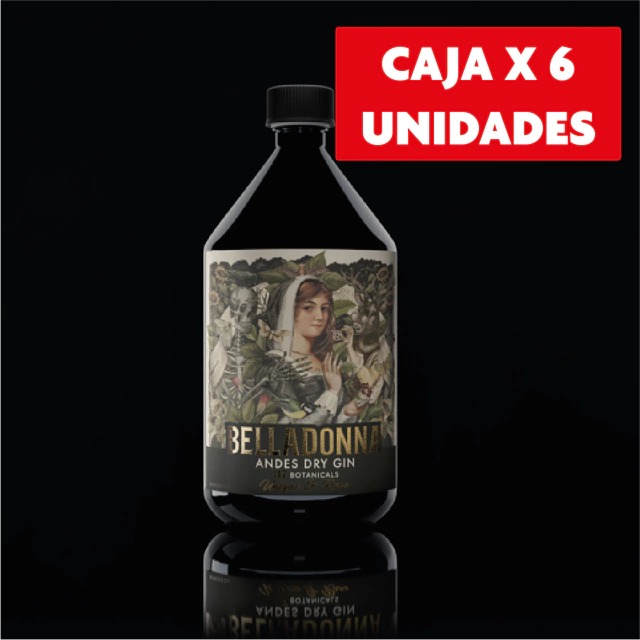 CAJA X 6
UNIDADES
BELLADONNA
ANDES DRY GIN
BOTANICALS